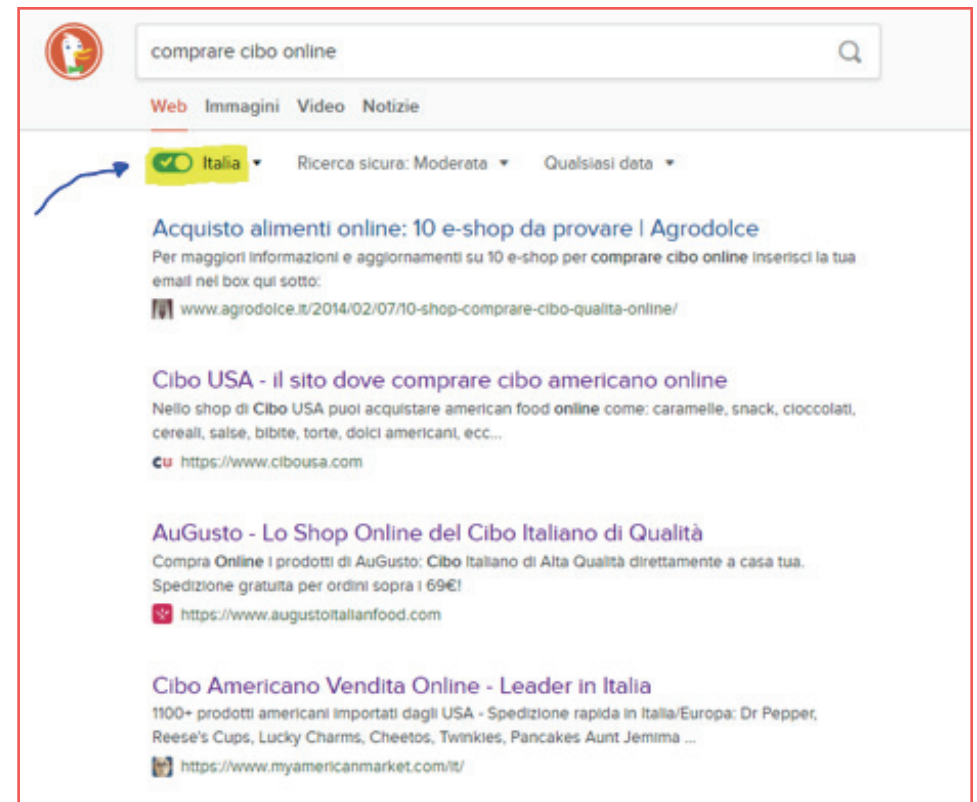 comprare cibo online
Web Immagini Video Notizie
Italia Ricerca sicura: Moderata Qualsiasi data
Acquisto alimenti online: 10 e-shop da provare | Agrodolce
Per maggiori informazioni e aggiornamenti su 10 e-shop per comprare cibo online inserisci la tua
email nel box qui sotto:
www.agrodolce.it/2014/02/07/10-shop-comprare-cibo-qualita-online/
Cibo USA - il sito dove comprare cibo americano online
Nello shop di Cibo USA puoi acquistare american food online come: caramelle, snack, cioccolati,
cereali, salse, bibite, torte, dolci americani, ecc...
CU https://www.cibousa.com
AuGusto - Lo Shop Online del Cibo Italiano di Qualità
Compra Online i prodotti di AuGusto: Cibo Italiano di Alta Qualità direttamente a casa tua.
Spedizione gratuita per ordini sopra i 69€!
https://www.augustoitalianfood.com
Cibo Americano Vendita Online - Leader in Italia
1100+ prodotti americani importati dagli USA - Spedizione rapida in Italia/Europa: Dr Pepper,
Reese's Cups, Lucky Charms, Cheetos, Twinkies, Pancakes Aunt Jemima ...
https://www.myamericanmarket.com/it/